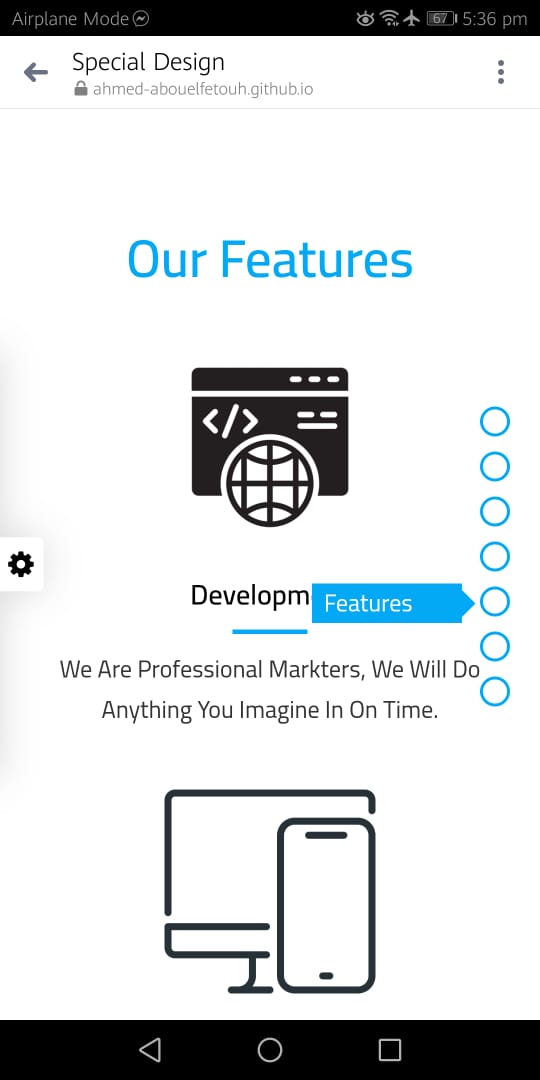 Airplane Mode
67 5:36 pm
Special Design
ahmed-abouelfetouh.github.io
Our Features
</>
Developm
Features
We Are Professional Markters, We Will Do
Anything You Imagine In On Time.